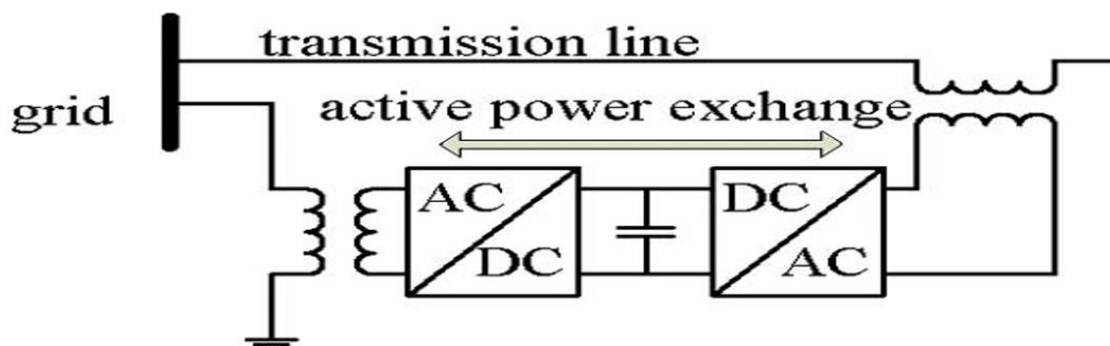 transmission line
grid
active power exchange
AC
DC
DC
AC